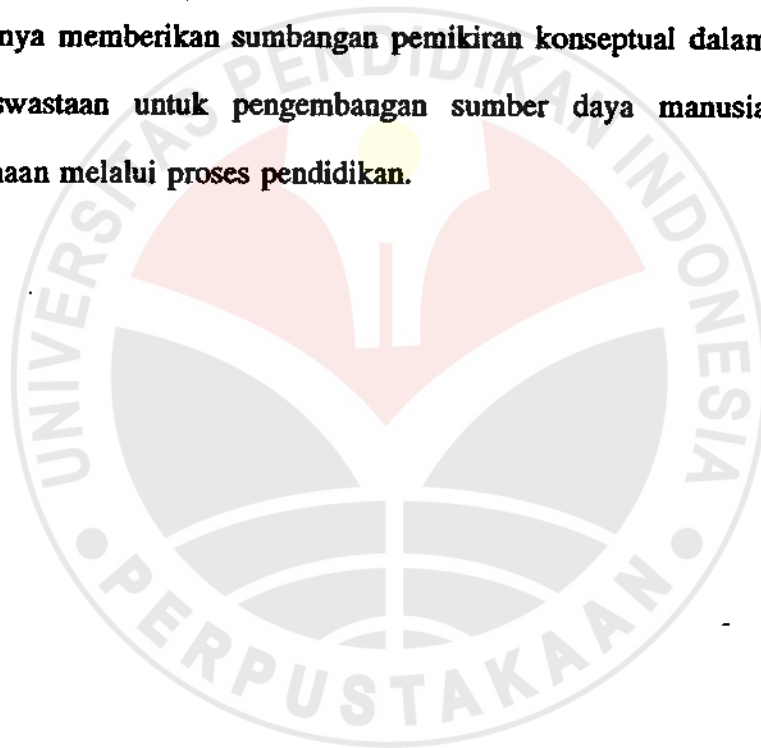 nya memberikan sumbangan pemikiran konseptual dalam
swastaan untuk pengembangan sumber daya manusia
naan melalui proses pendidikan.
UNIVERSITAS PENDIDIKAN INDONESIA
PERPUSTAKAAN